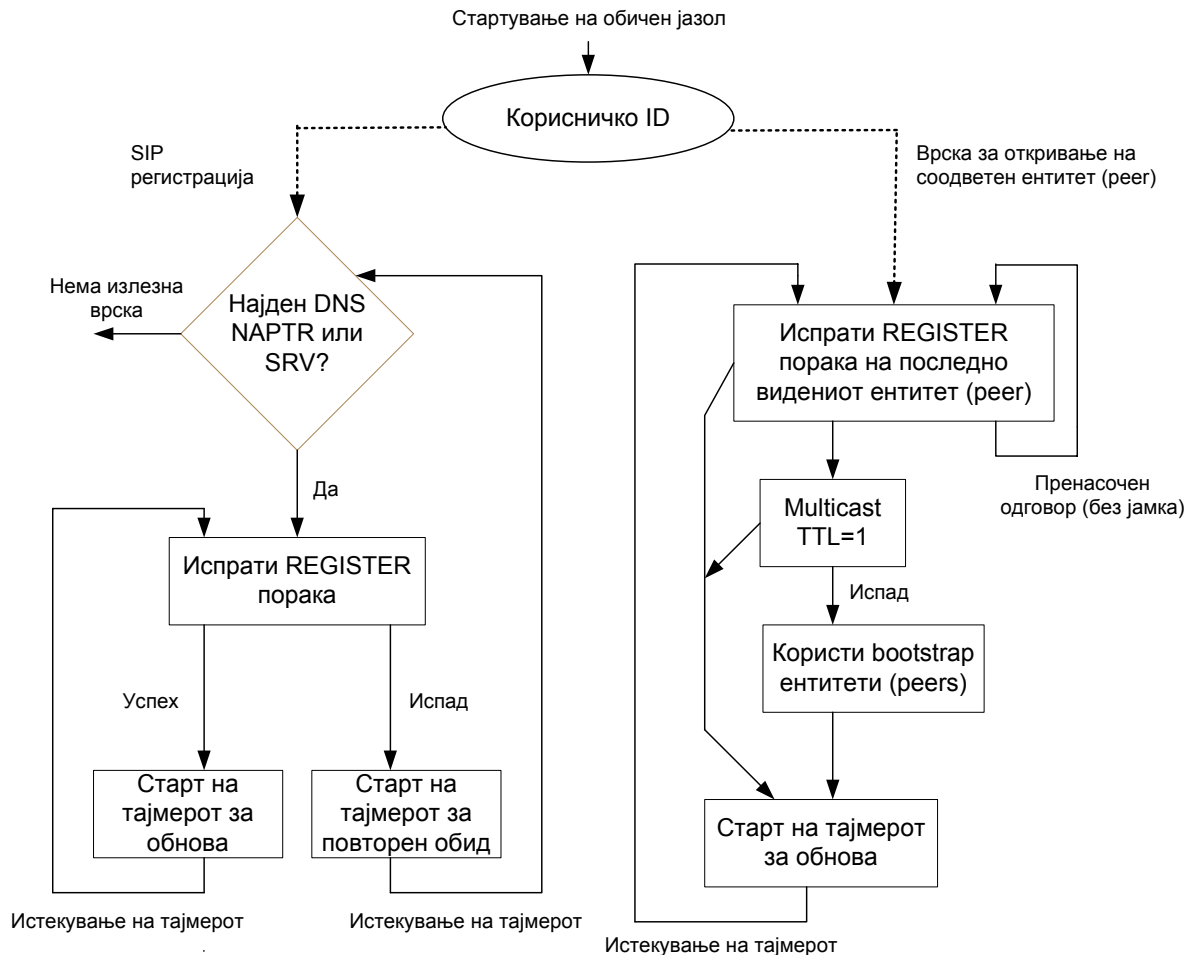 Стартување на обичен јазол
Корисничко ID
SIP
регистрација
Врска за откривање на
соодветен ентитет (peer)
Нема излезна
врска
Најден DNS
NAPTR или
SRV?
Испрати REGISTER
порака на последно
видениот ентитет (peer)
Да
Пренасочен
одговор (без јамка)
Multicast
TTL=1
Испрати REGISTER
порака
Испад
Користи bootstrap
ентитети (peers)
Успех
Испад
Старт на
тајмерот за
обнова
Старт на
тајмерот за
повторен обид
Старт на тајмерот
за обнова
Истекување на тајмерот
Истекување на тајмерот
Истекување на тајмерот